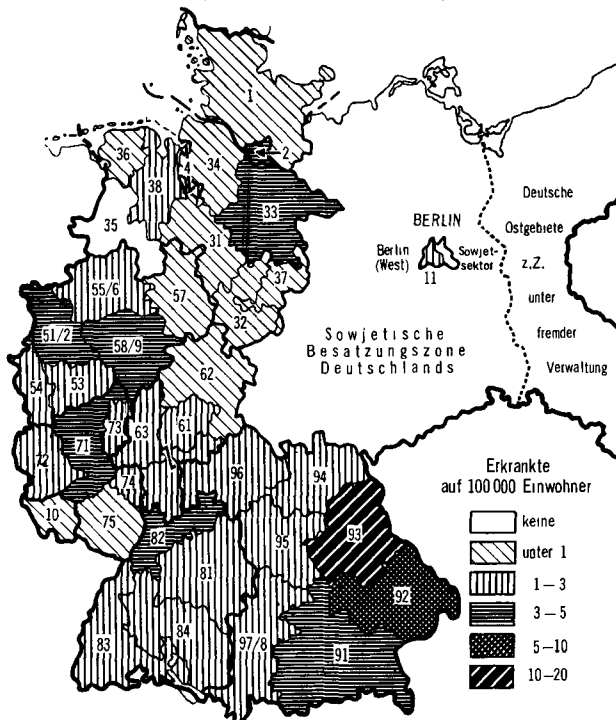 1
2
36
4
34
38
33
35
31
Deutsche
BERLIN
Ostgebiete
Berlin
(West)
Sowjet-
sektor
11
z.Z.
37
55/6
57
unter
32
51/2
58/9
fremder
Sowjetische
Besatzungszone
Deutschlands
Verwaltung
62
54
53
61
73
63
71
72
96
94
74
Erkrankte
auf 100 000 Einwohner
10
75
82
93
95
keine
unter 1
81
92
1 – 3
3 – 5
83
84
97/8
91
5 – 10
10 – 20